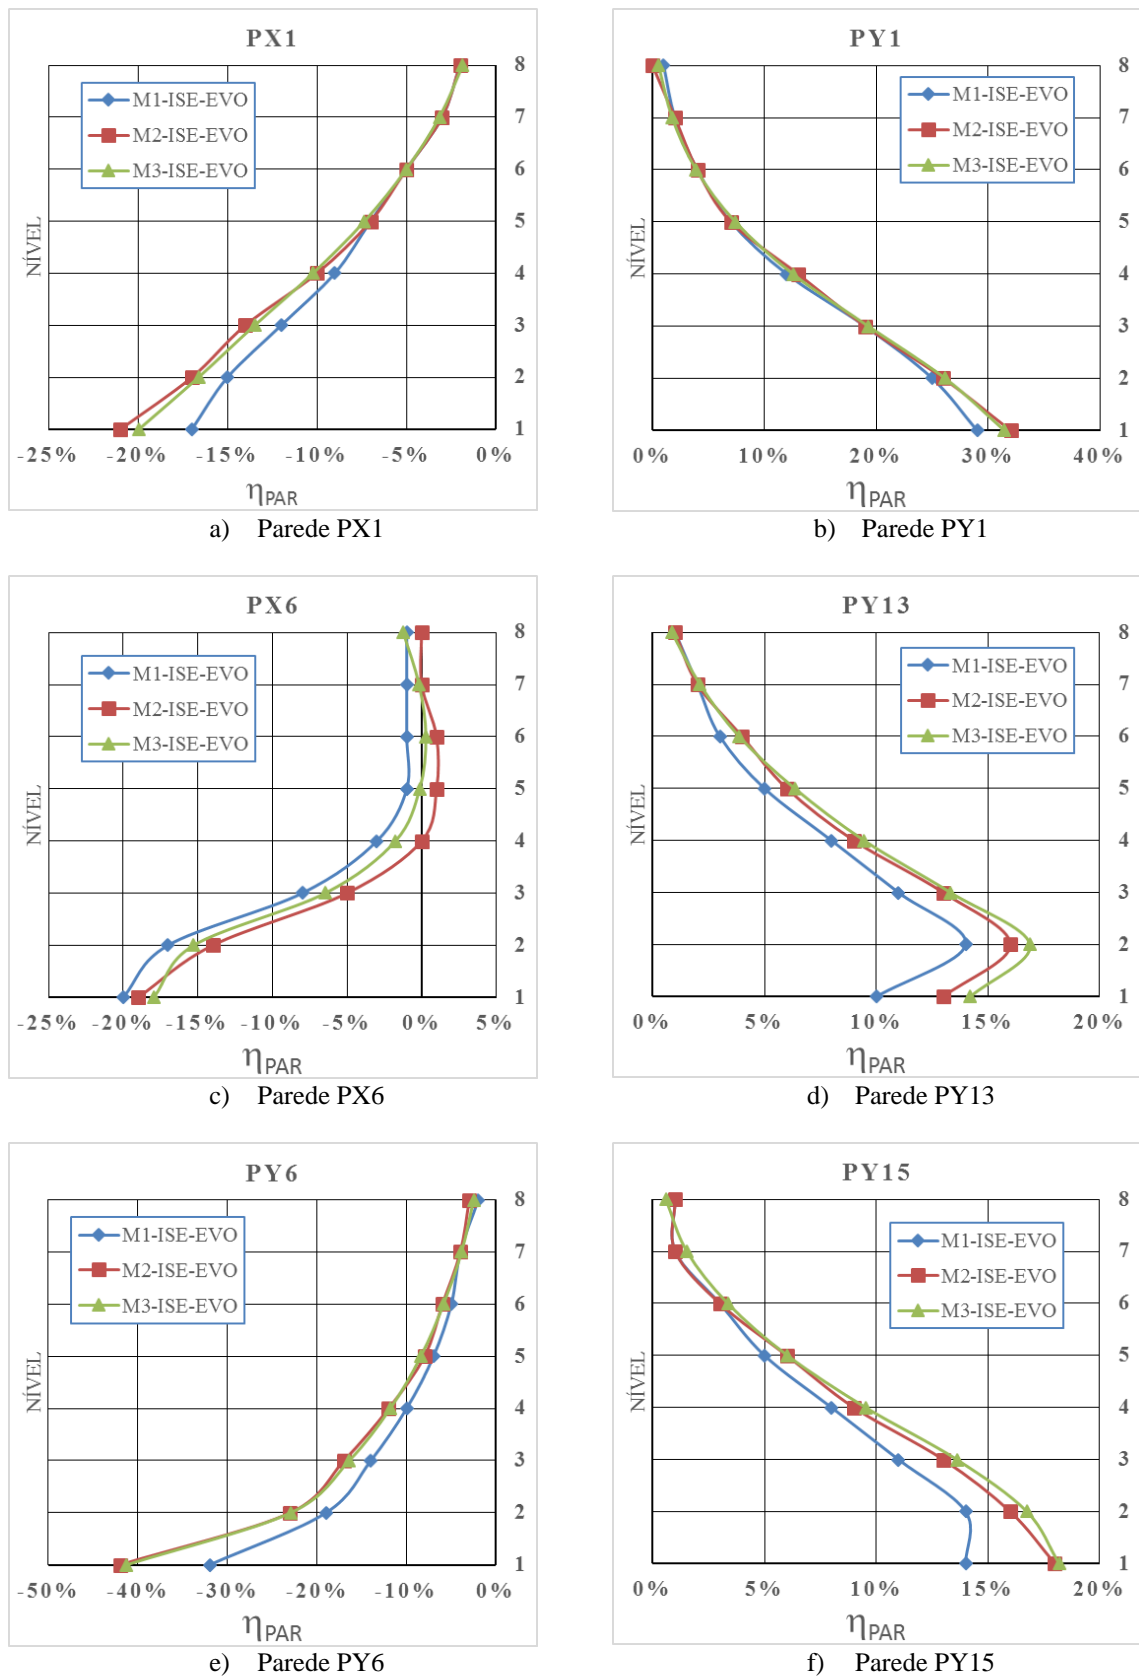 PX1
NÍVEL
M1-ISE-EVO
M2-ISE-EVO
M3-ISE-EVO
8
7
6
5
4
3
2
1
-25% -20% -15% -10% -5% 0%
ηPAR
a) Parede PX1
PY1
NÍVEL
M1-ISE-EVO
M2-ISE-EVO
M3-ISE-EVO
8
7
6
5
4
3
2
1
0% 10% 20% 30% 40%
ηPAR
b) Parede PY1
PX6
NÍVEL
M1-ISE-EVO
M2-ISE-EVO
M3-ISE-EVO
8
7
6
5
4
3
2
1
-25% -20% -15% -10% -5% 0% 5%
ηPAR
c) Parede PX6
PY13
NÍVEL
M1-ISE-EVO
M2-ISE-EVO
M3-ISE-EVO
8
7
6
5
4
3
2
1
0% 5% 10% 15% 20%
ηPAR
d) Parede PY13
PY6
NÍVEL
M1-ISE-EVO
M2-ISE-EVO
M3-ISE-EVO
8
7
6
5
4
3
2
1
-50% -40% -30% -20% -10% 0%
ηPAR
e) Parede PY6
PY15
NÍVEL
M1-ISE-EVO
M2-ISE-EVO
M3-ISE-EVO
8
7
6
5
4
3
2
1
0% 5% 10% 15% 20%
ηPAR
f) Parede PY15